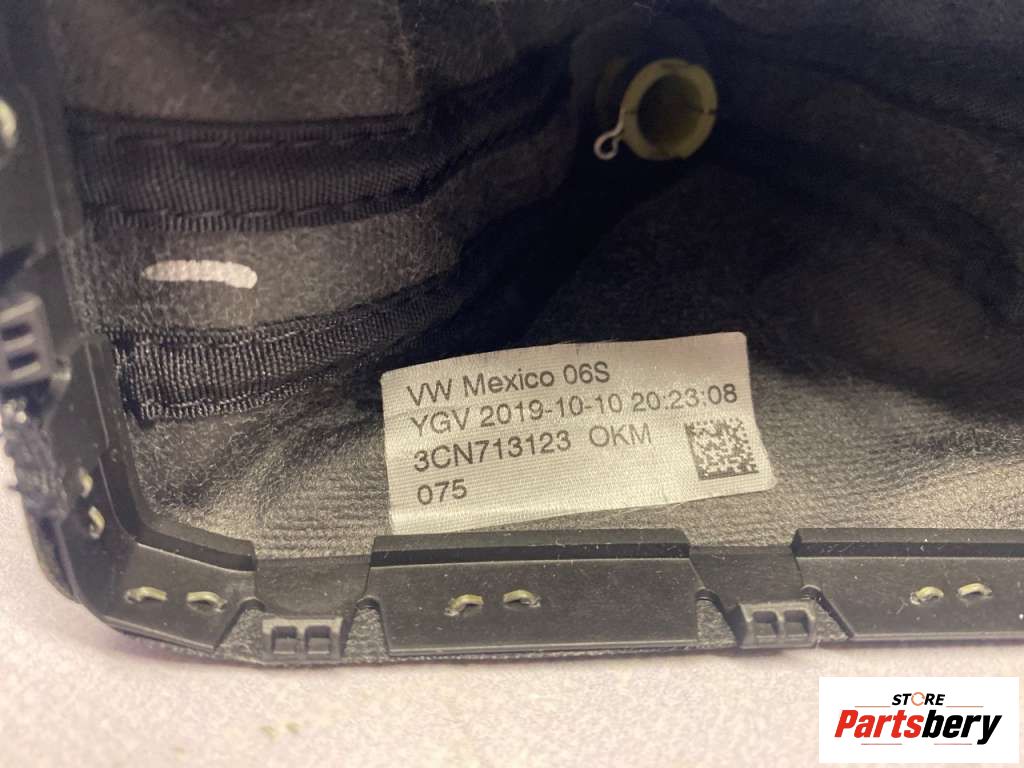 VW Mexico 06S
YGV 2019-10-10 20:23:08
3CN713123 OKM
075
STORE
Partsbery